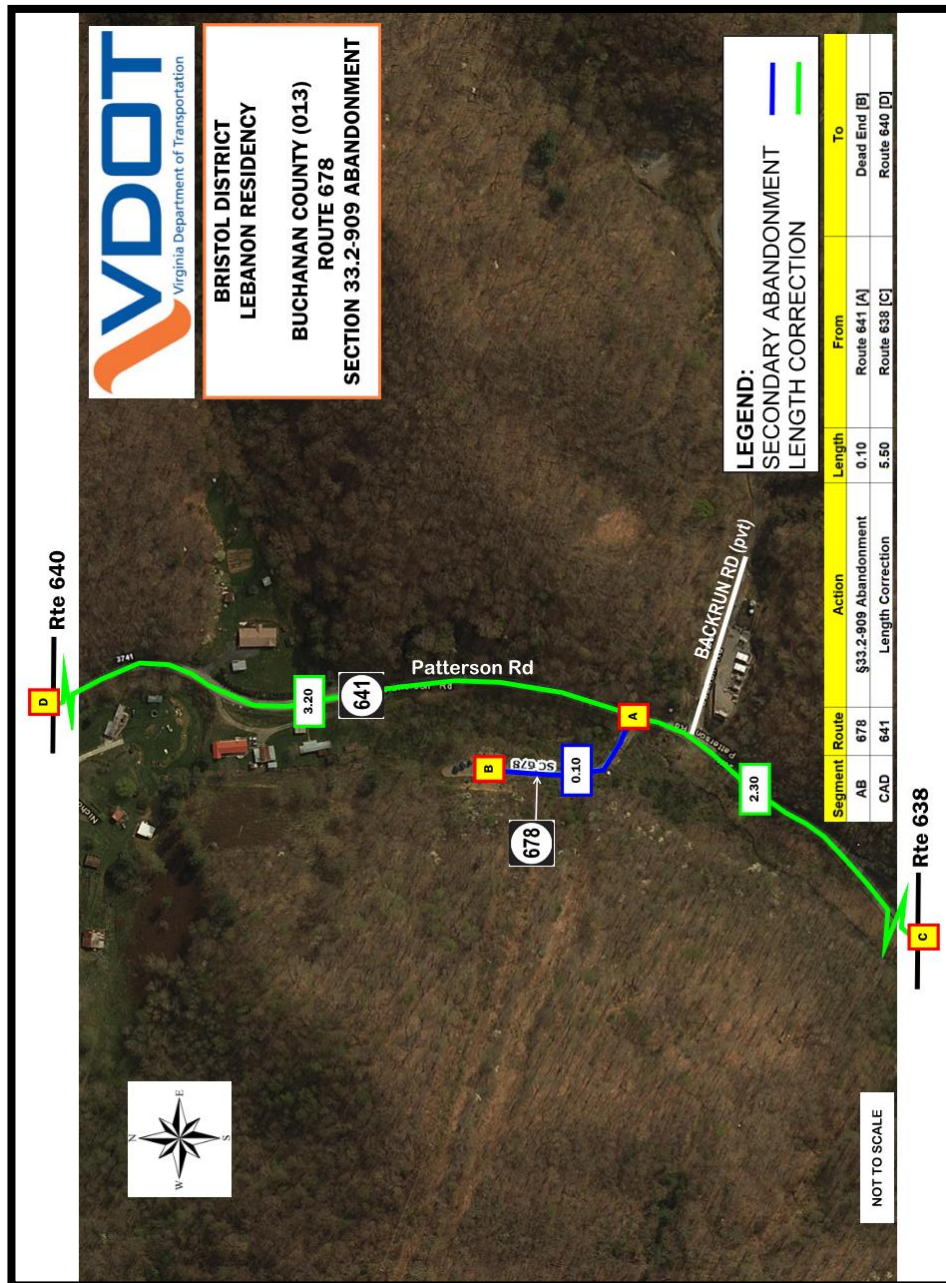 VDOT
Virginia Department of Transportation
BRISTOL DISTRICT
LEBANON RESIDENCY
BUCHANAN COUNTY (013)
ROUTE 678
SECTION 33.2-909 ABANDONMENT
Rte 640
D
3741
3.20
641
Patterson Rd
B
SC 678
0.10
678
A
BACKRUN RD (pvt)
Patterson Rd
2.30
C
Rte 638
N
W
E
S
NOT TO SCALE
LEGEND:
SECONDARY ABANDONMENT
LENGTH CORRECTION
Segment Route Action Length From To
AB 678 §33.2-909 Abandonment 0.10 Route 641 [A] Dead End [B]
CAD 641 Length Correction 5.50 Route 638 [C] Route 640 [D]